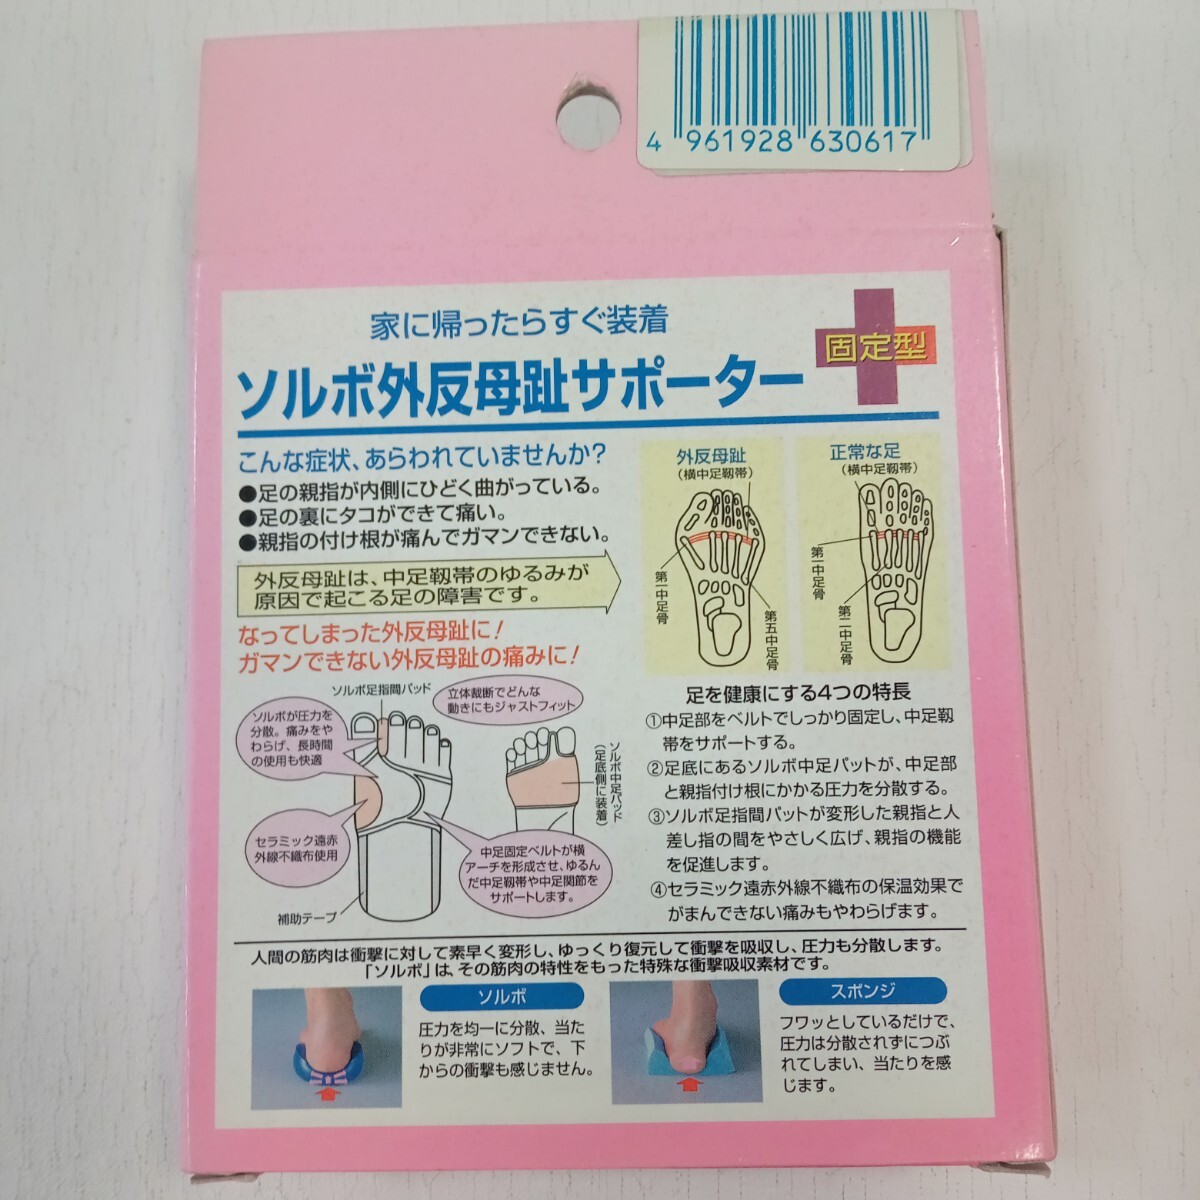 4 961928 630617
家に帰ったらすぐ装着
ソルボ外反母趾サポーター
固定型
こんな症状、あらわれていませんか?
●足の親指が内側にひどく曲がっている。
●足の裏にタコができて痛い。
●親指の付け根が痛んでガマンできない。
外反母趾は、中足靱帯のゆるみが
原因で起こる足の障害です。
なってしまった外反母趾に!
ガマンできない外反母趾の痛みに!
外反母趾
(横中足靱帯)
第一中足骨
第五中足骨
正常な足
(横中足靱帯)
第一中足骨
第二中足骨
ソルボ足指間パッド
ソルボが圧力を
分散。痛みをや
わらげ、長時間
の使用も快適
立体裁断でどんな
動きにもジャストフィット
ソルボ中足パッド
(足底側に装着)
セラミック遠赤
外線不織布使用
中足固定ベルトが横
アーチを形成させ、ゆるん
だ中足靱帯や中足関節を
サポートします。
補助テープ
足を健康にする4つの特長
①中足部をベルトでしっかり固定し、中足靱
帯をサポートする。
②足底にあるソルボ中足パットが、中足部
と親指付け根にかかる圧力を分散する。
③ソルボ足指間パットが変形した親指と人
差し指の間をやさしく広げ、親指の機能
を促進します。
④セラミック遠赤外線不織布の保温効果で
がまんできない痛みもやわらげます。
人間の筋肉は衝撃に対して素早く変形し、ゆっくり復元して衝撃を吸収し、圧力も分散します。
「ソルボ」は、その筋肉の特性をもった特殊な衝撃吸収素材です。
ソルボ
圧力を均一に分散、当た
りが非常にソフトで、下
からの衝撃も感じません。
スポンジ
フワッとしているだけで、
圧力は分散されずにつぶ
れてしまい、当たりを感
じます。